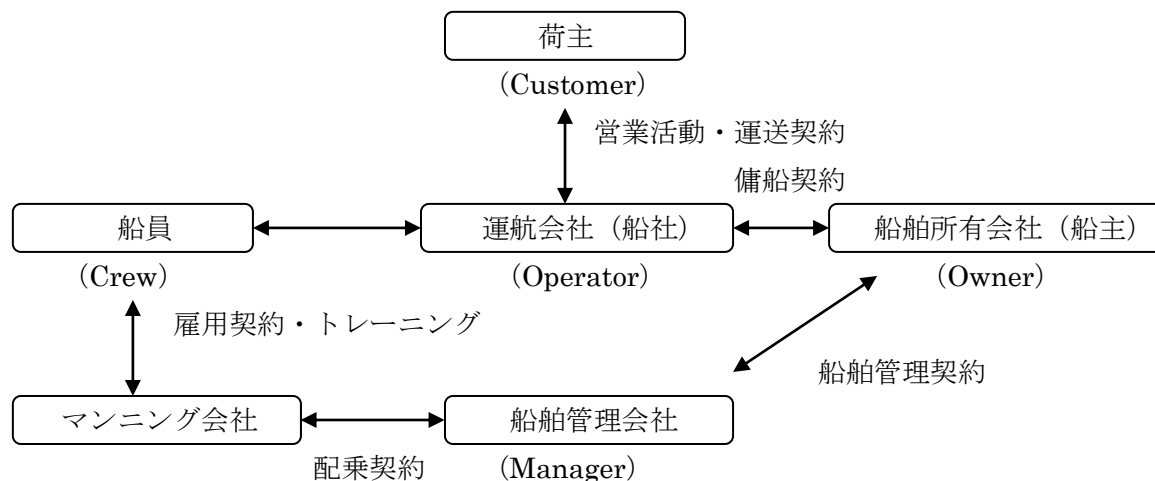 荷主
(Customer)
営業活動・運送契約
傭船契約
船員
運航会社（船社）
船舶所有会社（船主）
(Crew)
(Operator)
(Owner)
雇用契約・トレーニング
船舶管理契約
マンニング会社
船舶管理会社
配乗契約
(Manager)